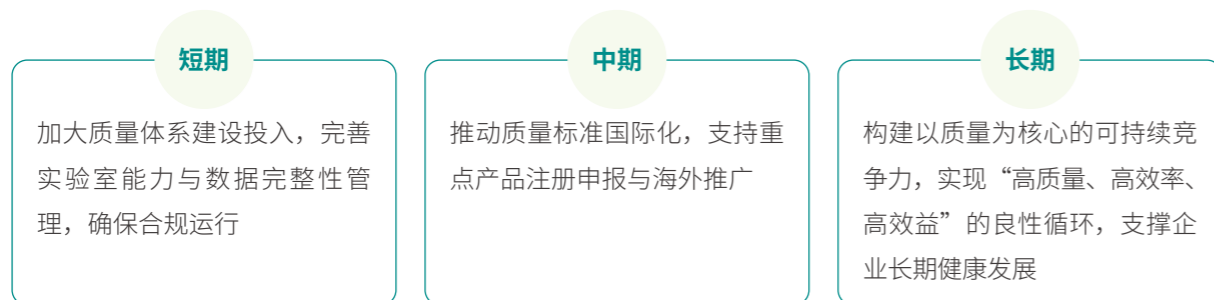 短期
加大质量体系建设投入，完善
实验室能力与数据完整性管
理，确保合规运行
中期
推动质量标准国际化，支持重
点产品注册申报与海外推广
长期
构建以质量为核心的可持续竞
争力，实现“高质量、高效率、
高效益”的良性循环，支撑企
业长期健康发展